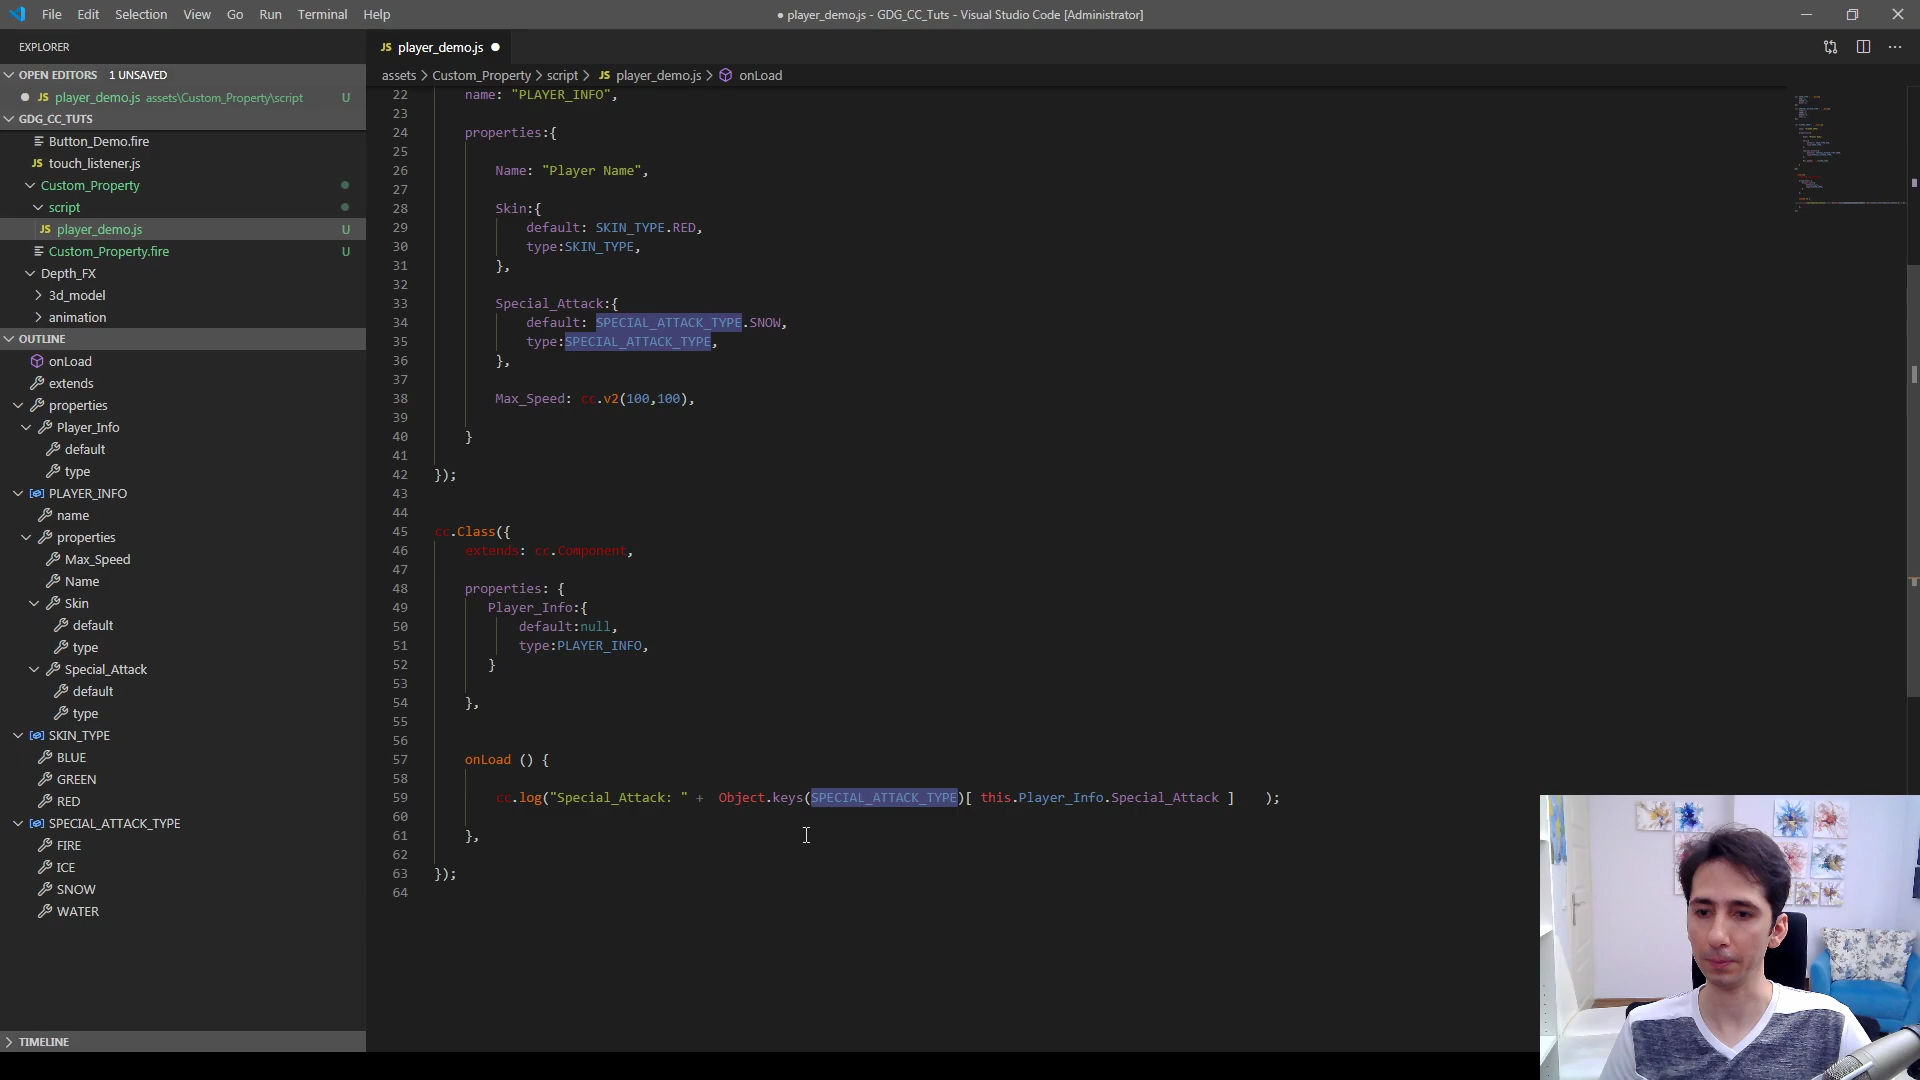 File Edit Selection View Go Run Terminal Help
● player_demo.js - GDG_CC_Tuts - Visual Studio Code [Administrator]
EXPLORER
OPEN EDITORS 1 UNSAVED
JS player_demo.js assets\Custom_Property\script U
GDG_CC_TUTS
Button_Demo.fire
JS touch_listener.js
Custom_Property
script
JS player_demo.js U
Custom_Property.fire U
Depth_FX
3d_model
animation
OUTLINE
onLoad
extends
properties
Player_Info
default
type
PLAYER_INFO
name
properties
Max_Speed
Name
Skin
default
type
Special_Attack
default
type
SKIN_TYPE
BLUE
GREEN
RED
SPECIAL_ATTACK_TYPE
FIRE
ICE
SNOW
WATER
TIMELINE
JS player_demo.js ●
assets > Custom_Property > script > JS player_demo.js > onLoad
22 name: "PLAYER_INFO",
23
24 properties:{
25
26 Name: "Player Name",
27
28 Skin:{
29 default: SKIN_TYPE.RED,
30 type:SKIN_TYPE,
31 },
32
33 Special_Attack:{
34 default: SPECIAL_ATTACK_TYPE.SNOW,
35 type:SPECIAL_ATTACK_TYPE,
36 },
37
38 Max_Speed: cc.v2(100,100),
39
40 }
41
42 });
43
44
45 cc.Class({
46 extends: cc.Component,
47
48 properties: {
49 Player_Info:{
50 default:null,
51 type:PLAYER_INFO,
52 }
53
54 },
55
56
57 onLoad () {
58
59 cc.log("Special_Attack: " + Object.keys(SPECIAL_ATTACK_TYPE)[ this.Player_Info.Special_Attack ] );
60
61 },
62
63 });
64